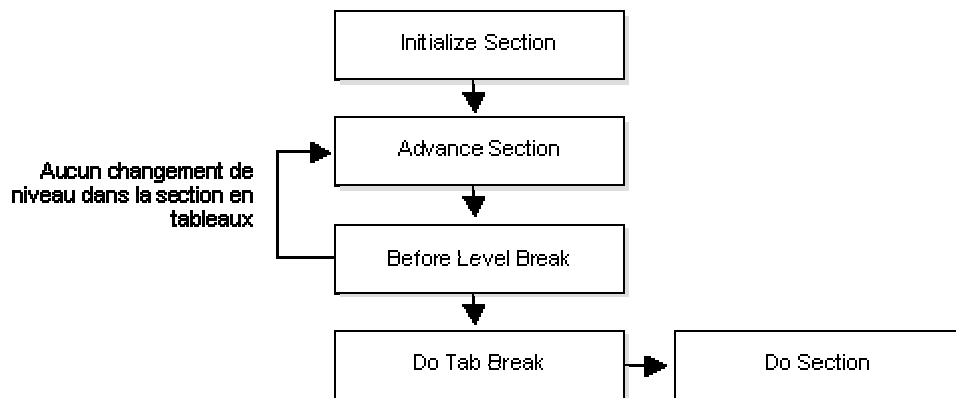 Initialize Section
Advance Section
Aucun changement de
niveau dans la section en
tableaux
Before Level Break
Do Tab Break
Do Section